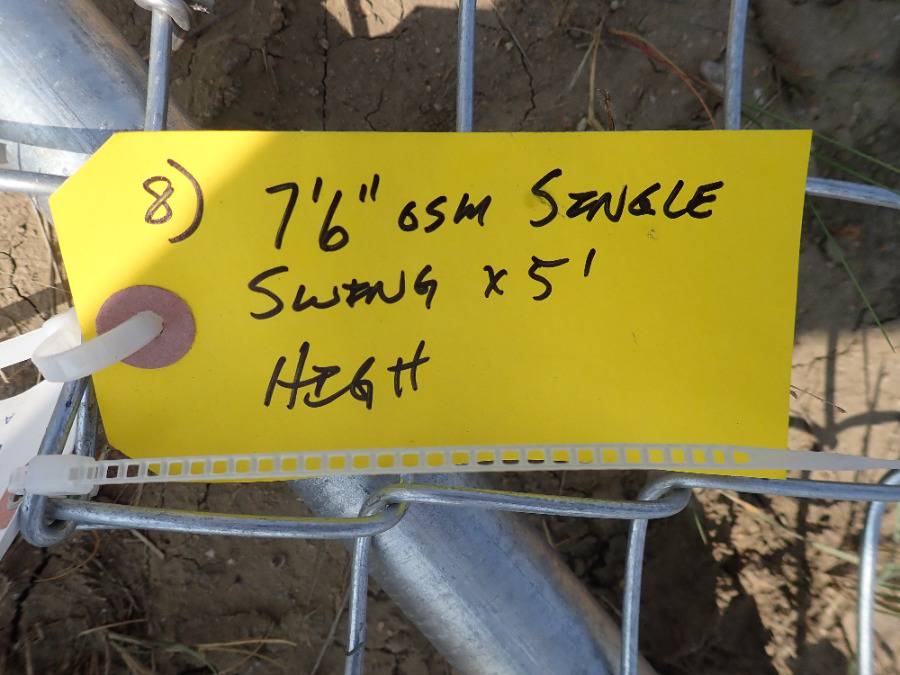 8) 7'6" OSM SINGLE
SWING x 5'
HIGH